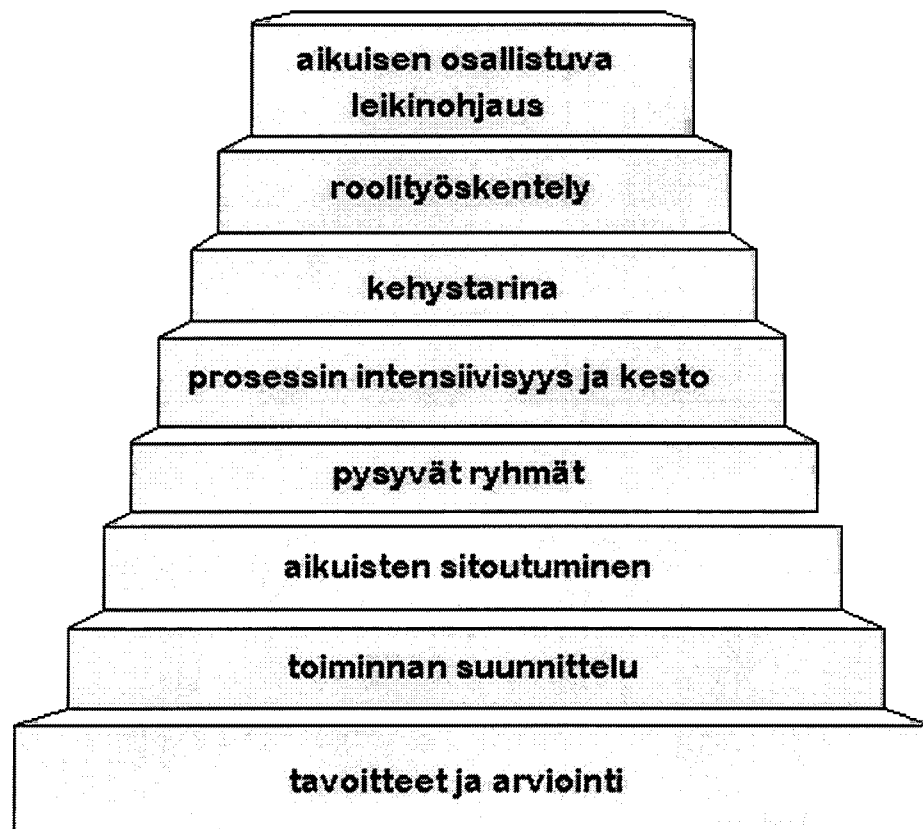 aikuisen osallistuva
leikinohjaus
roolityöskentely
kehystarina
prosessin intensiivisyys ja kesto
pysyvät ryhmät
aikuisten sitoutuminen
toiminnan suunnittelu
tavoitteet ja arviointi